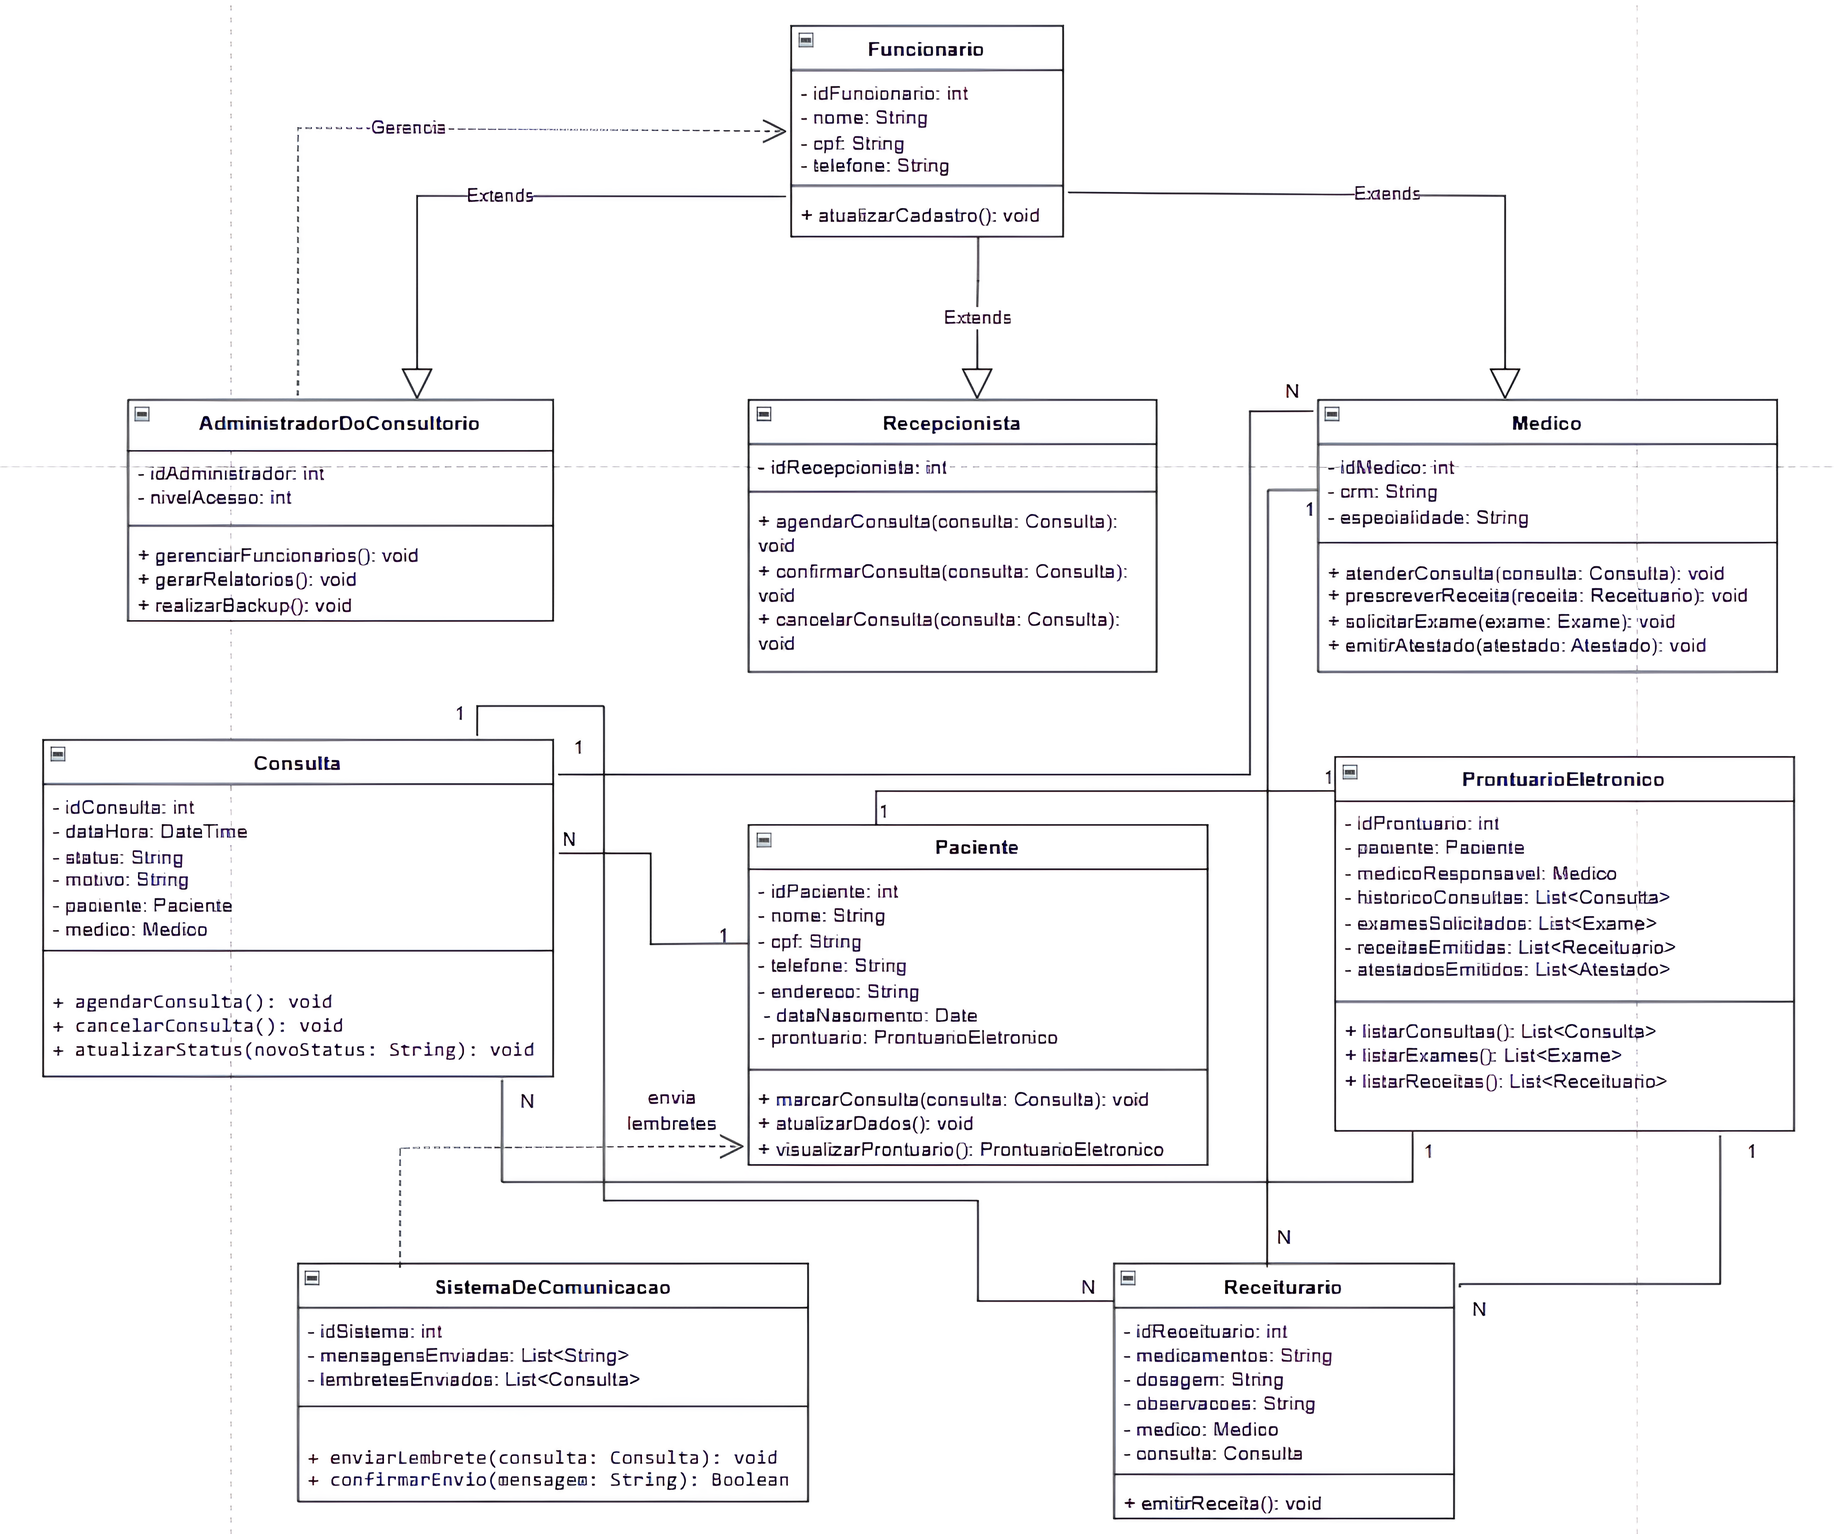 Funcionario
- idFuncionario: int
- nome: String
- cpf: String
- telefone: String
+ atualizarCadastro(): void
Gerencia
Extends
Extends
Extends
AdministradorDoConsultorio
- idAdministrador: int
- nivelAcesso: int
+ gerenciarFuncionarios(): void
+ gerarRelatorios(): void
+ realizarBackup(): void
Recepcionista
- idRecepcionista: int
+ agendarConsulta(consulta: Consulta):
void
+ confirmarConsulta(consulta: Consulta):
void
+ cancelarConsulta(consulta: Consulta):
void
N
1
Medico
- idMedico: int
- crm: String
- especialidade: String
+ atenderConsulta(consulta: Consulta): void
+ prescreverReceita(receita: Receituario): void
+ solicitarExame(exame: Exame): void
+ emitirAtestado(atestado: Atestado): void
1
1
N
Consulta
- idConsulta: int
- dataHora: DateTime
- status: String
- motivo: String
- paciente: Paciente
- medico: Medico
+ agendarConsulta(): void
+ cancelarConsulta(): void
+ atualizarStatus(novoStatus: String): void
N
1
1
Paciente
- idPaciente: int
- nome: String
- cpf: String
- telefone: String
- endereco: String
- dataNascimento: Date
- prontuario: ProntuarioEletronico
+ marcarConsulta(consulta: Consulta): void
+ atualizarDados(): void
+ visualizarProntuario(): ProntuarioEletronico
1
ProntuarioEletronico
- idProntuario: int
- paciente: Paciente
- medicoResponsavel: Medico
- historicoConsultas: List<Consulta>
- examesSolicitados: List<Exame>
- receitasEmitidas: List<Receituario>
- atestadosEmitidos: List<Atestado>
+ listarConsultas(): List<Consulta>
+ listarExames(): List<Exame>
+ listarReceitas(): List<Receituario>
1
1
envia
lembretes
SistemaDeComunicacao
- idSistema: int
- mensagensEnviadas: List<String>
- lembretesEnviados: List<Consulta>
+ enviarLembrete(consulta: Consulta): void
+ confirmarEnvio(mensagem: String): Boolean
N
N
N
Receiturario
- idReceituario: int
- medicamentos: String
- dosagem: String
- observacoes: String
- medico: Medico
- consulta: Consulta
+ emitirReceita(): void